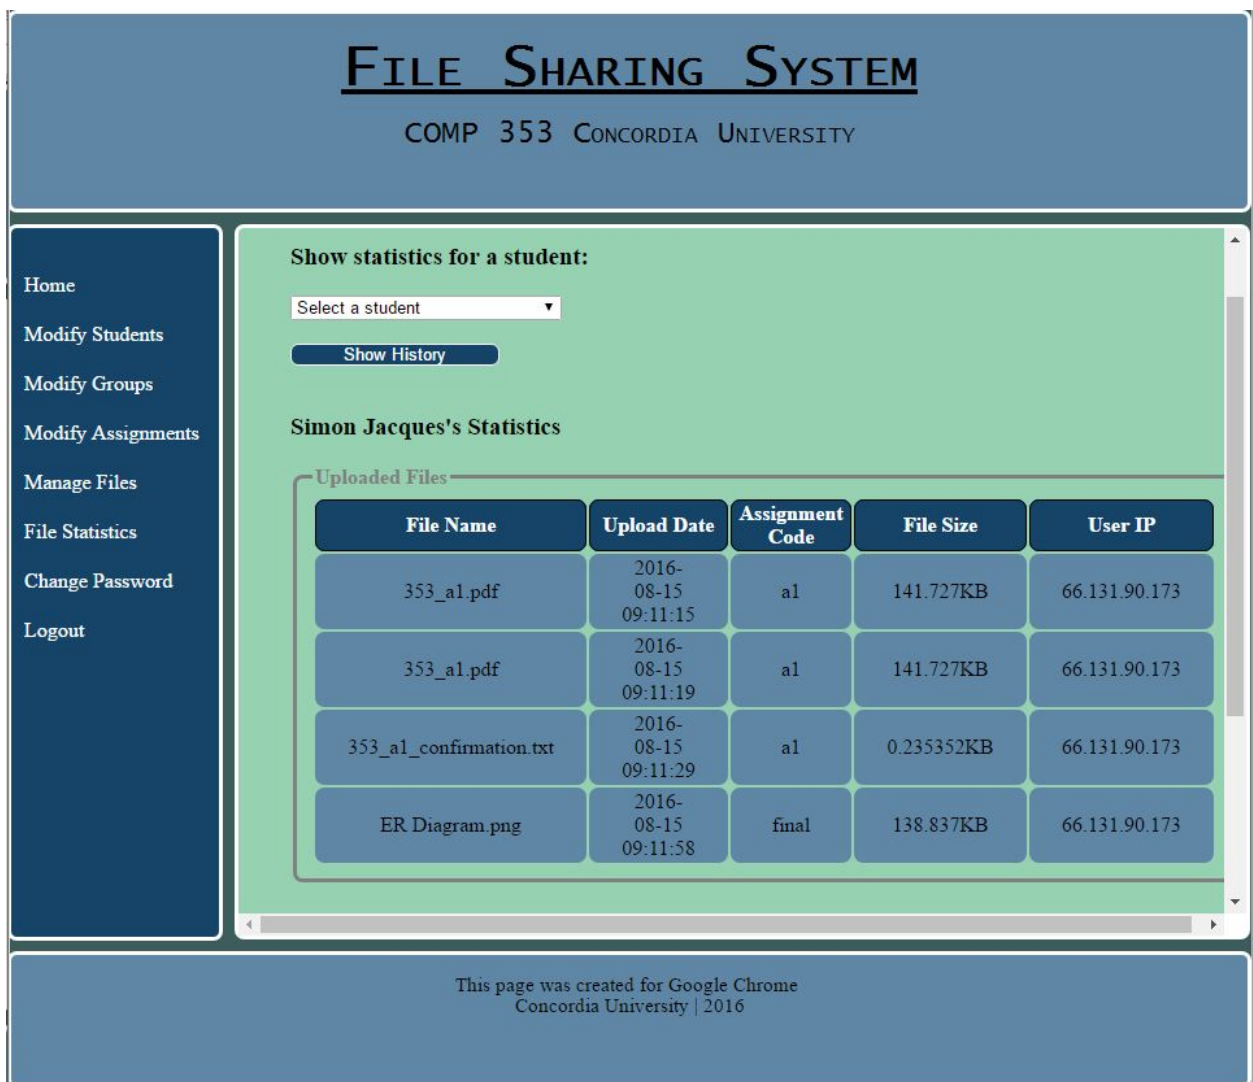 File Sharing System
COMP 353 Concordia University
Home
Modify Students
Modify Groups
Modify Assignments
Manage Files
File Statistics
Change Password
Logout
Show statistics for a student:
Select a student
Show History
Simon Jacques's Statistics
Uploaded Files
File Name Upload Date Assignment Code File Size User IP
353_a1.pdf 2016-08-15 09:11:15 a1 141.727KB 66.131.90.173
353_a1.pdf 2016-08-15 09:11:19 a1 141.727KB 66.131.90.173
353_a1_confirmation.txt 2016-08-15 09:11:29 a1 0.235352KB 66.131.90.173
ER Diagram.png 2016-08-15 09:11:58 final 138.837KB 66.131.90.173
This page was created for Google Chrome
Concordia University | 2016